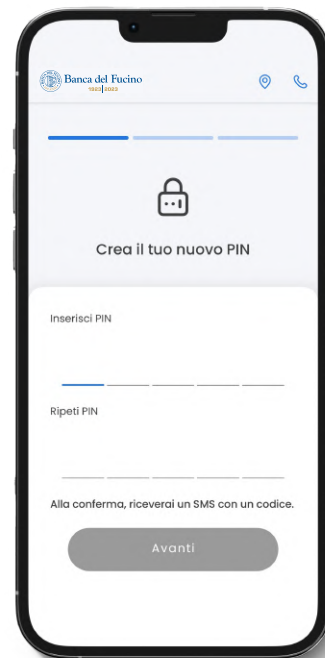 Banca del Fucino
1923 2023
Crea il tuo nuovo PIN
Inserisci PIN
Ripeti PIN
Alla conferma, riceverai un SMS con un codice.
Avanti